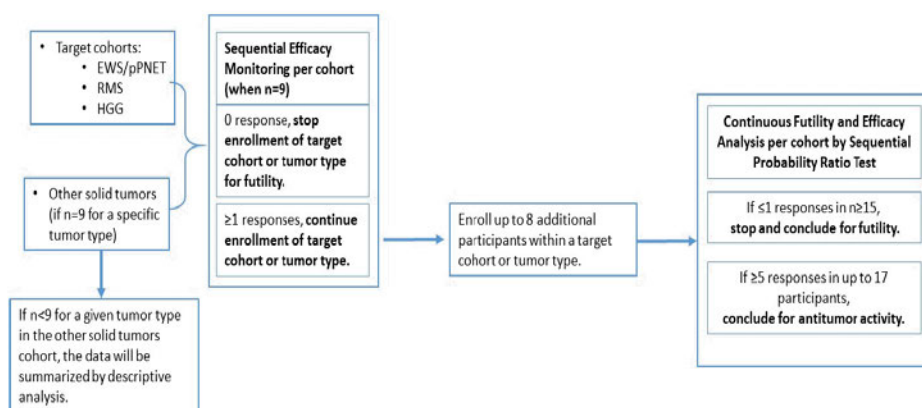 • Target cohorts:
• EWS/pPNET
• RMS
• HGG
• Other solid tumors
(if n=9 for a specific
tumor type)
If n<9 for a given tumor type
in the other solid tumors
cohort, the data will be
summarized by descriptive
analysis.
Sequential Efficacy
Monitoring per cohort
(when n=9)
0 response, stop
enrollment of target
cohort or tumor type
for futility.
≥1 responses, continue
enrollment of target
cohort or tumor type.
Enroll up to 8 additional
participants within a target
cohort or tumor type.
Continuous Futility and Efficacy
Analysis per cohort by Sequential
Probability Ratio Test
If ≤1 responses in n≥15,
stop and conclude for futility.
If ≥5 responses in up to 17
participants,
conclude for antitumor activity.